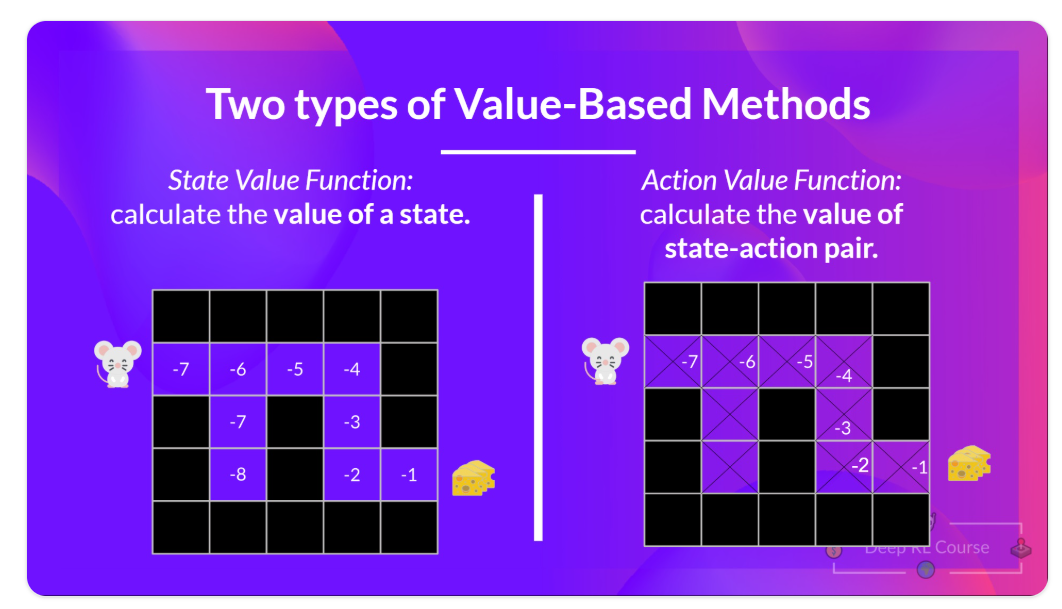 Two types of Value-Based Methods
State Value Function:
calculate the value of a state.
-7 -6 -5 -4
-7 -3
-8 -2 -1
Action Value Function:
calculate the value of
state-action pair.
-7 -6 -5 -4
-3
-2 -1
Deep RL Course